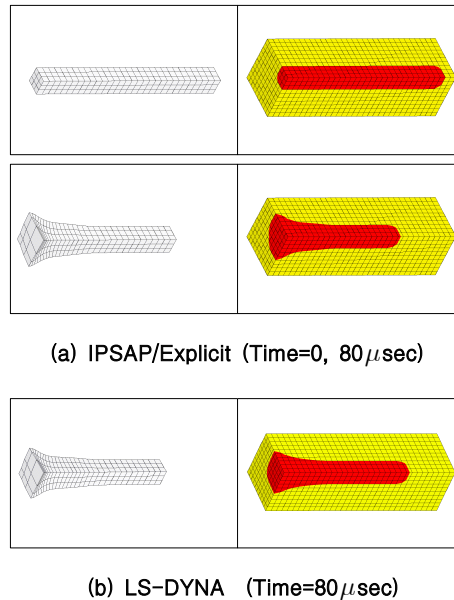 (a) IPSAP/Explicit (Time=0, 80μsec)
(b) LS-DYNA (Time=80μsec)